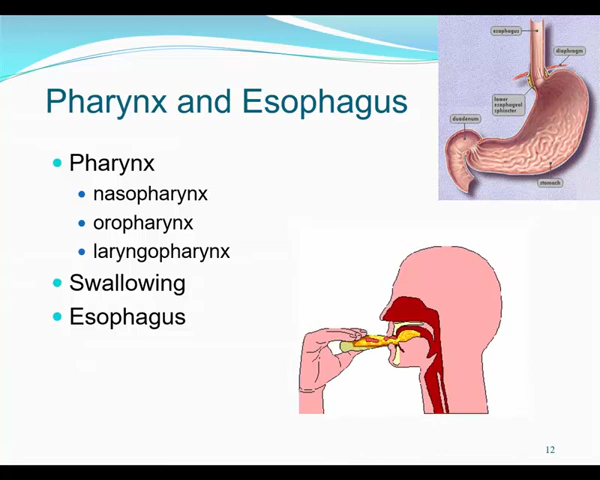 Pharynx and Esophagus
Pharynx
nasopharynx
oropharynx
laryngopharynx
Swallowing
Esophagus
esophagus
diaphragm
lower
esophageal
sphincter
duodenum
stomach
12